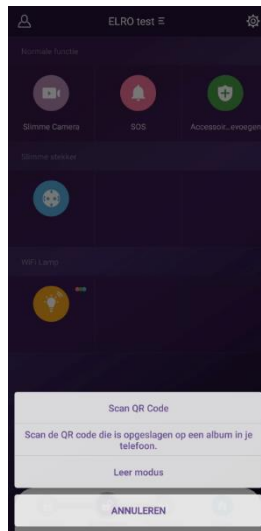 ELRO test
Normale functie
Slimme Camera
SOS
Accessoir.. evoegen
Slimme stekker
WiFi Lamp
Scan QR Code
Scan de QR code die is opgeslagen op een album in je
telefoon.
Leer modus
ANNULEREN